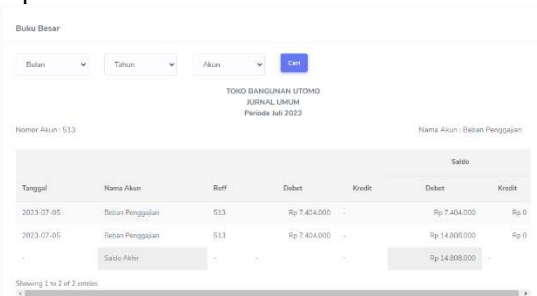 Buku Besar
Bulan Tahun Akun Cari
TOKO BANGUNAN UTOMO
JURNAL UMUM
Periode Juli 2023
Nomor Akun : 513 Nama Akun : Beban Penggajian
Saldo
Tanggal Nama Akun Reff Debet Kredit Debet Kredit
2023-07-05 Beban Penggajian 513 Rp 7.404.000 - Rp 7.404.000 Rp 0
2023-07-05 Beban Penggajian 513 Rp 7.404.000 - Rp 14.808.000 Rp 0
- Saldo Akhir - - - Rp 14.808.000 -
Showing 1 to 2 of 2 entries